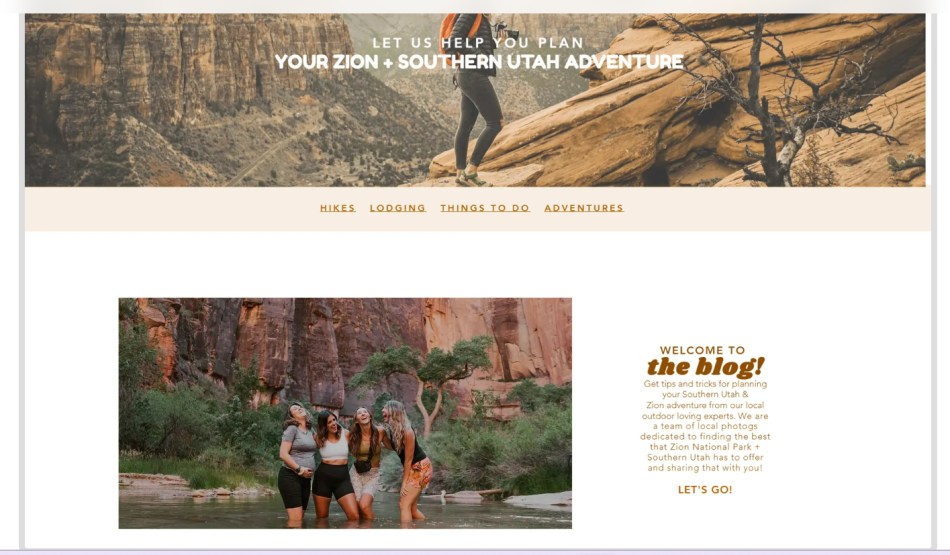 LET US HELP YOU PLAN
YOUR ZION + SOUTHERN UTAH ADVENTURE
HIKES LODGING THINGS TO DO ADVENTURES
WELCOME TO
the blog!
Get tips and tricks for planning
your Southern Utah &
Zion adventure from our local
outdoor loving experts. We are
a team of local photogs
dedicated to finding the best
that Zion National Park +
Southern Utah has to offer
and sharing that with you!
LET'S GO!